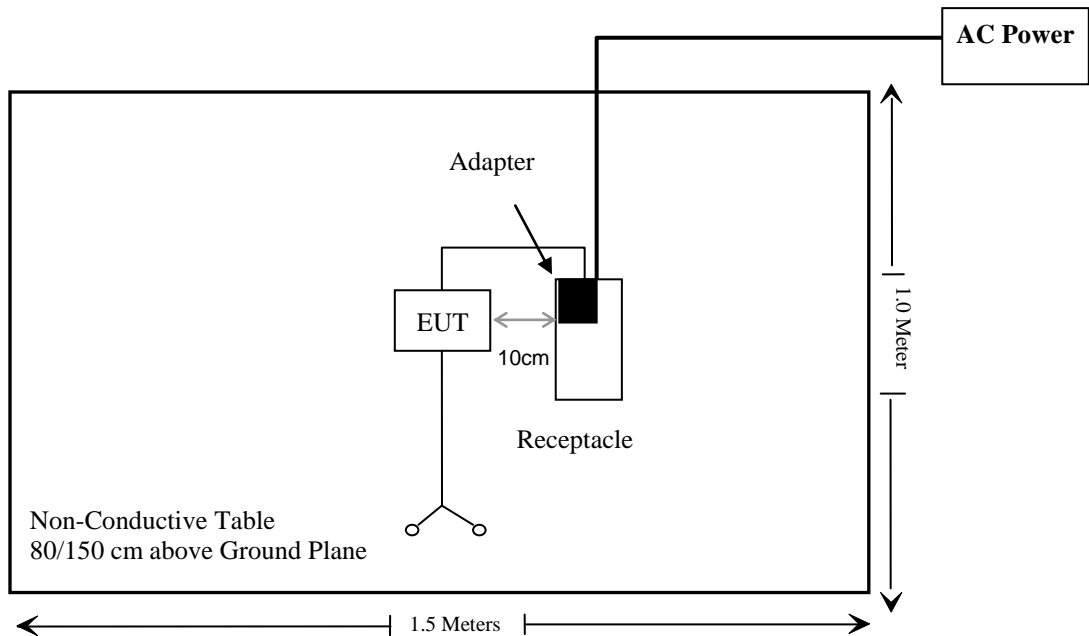 AC Power
Adapter
EUT
10cm
1.0 Meter
Receptacle
Non-Conductive Table
80/150 cm above Ground Plane
1.5 Meters